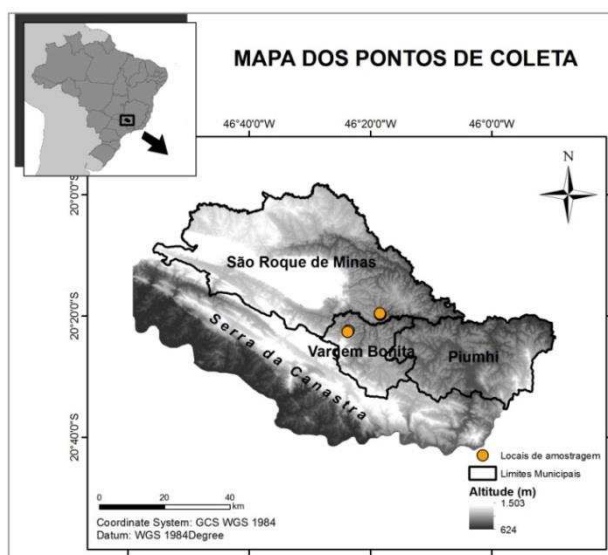 MAPA DOS PONTOS DE COLETA
46°40'0"W
46°20'0"W
46°0'0"W
N
20°0'0"S
20°20'0"S
20°40'0"S
São Roque de Minas
Vargem Bonita
Piumhi
Serra da Canastra
Locais de amostragem
Limites Municipais
Altitude (m)
1.503
624
0 20 40
km
Coordinate System: GCS WGS 1984
Datum: WGS 1984Degree